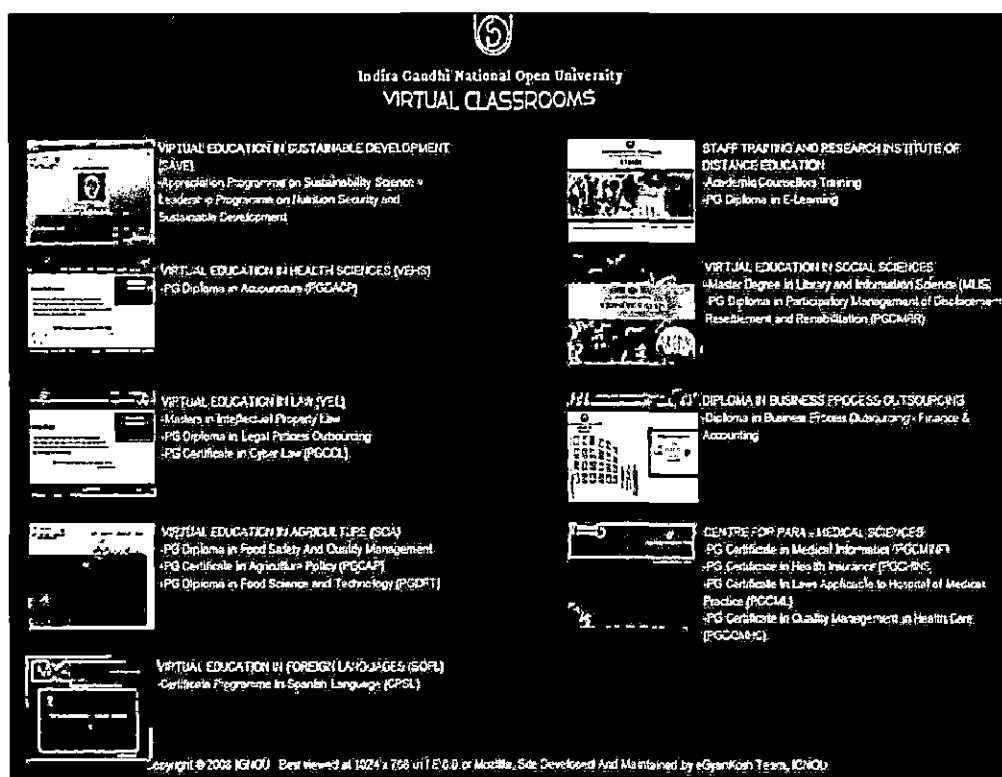 Indira Gandhi National Open University
VIRTUAL CLASSROOMS
VIRTUAL EDUCATION IN SUSTAINABLE DEVELOPMENT
(SAVE)
-Appreciation Programme on Sustainability Science
Leadership Programme on Nutrition Security and
Sustainable Development
VIRTUAL EDUCATION IN HEALTH SCIENCES (VEHS)
-PG Diploma in Acupuncture (PGDACP)
VIRTUAL EDUCATION IN LAW (VEL)
-Masters in Intellectual Property Law
-PG Diploma in Legal Process Outsourcing
-PG Certificate in Cyber Law (PGCCL)
VIRTUAL EDUCATION IN AGRICULTURE (SOA)
-PG Diploma in Food Safety And Quality Management
-PG Certificate in Agriculture Policy (PGCAP)
-PG Diploma in Food Science and Technology (PGDFT)
VIRTUAL EDUCATION IN FOREIGN LANGUAGES (SOFL)
-Certificate Programme in Spanish Language (CPSL)
STAFF TRAINING AND RESEARCH INSTITUTE OF
DISTANCE EDUCATION
-Academic Counsellors Training
-PG Diploma in E-Learning
VIRTUAL EDUCATION IN SOCIAL SCIENCES
-Master Degree in Library and Information Science (MLIS)
-PG Diploma in Participatory Management of Displacement
Resettlement and Rehabilitation (PGDMRR)
DIPLOMA IN BUSINESS PROCESS OUTSOURCING
-Diploma in Business Process Outsourcing - Finance &
Accounting
CENTRE FOR PARA - MEDICAL SCIENCES
-PG Certificate in Medical Informatics
-PG Certificate in Health Insurance
-PG Certificate in Laws Applicable to Hospital of Medical
Practice (PGCML)
-PG Certificate in Quality Management in Health Care
Copyright © 2008 IGNOU Best viewed at 1024 x 768 in I.E 6.0 or Mozilla, Site Developed And Maintained by eGyanKosh Team, IGNOU